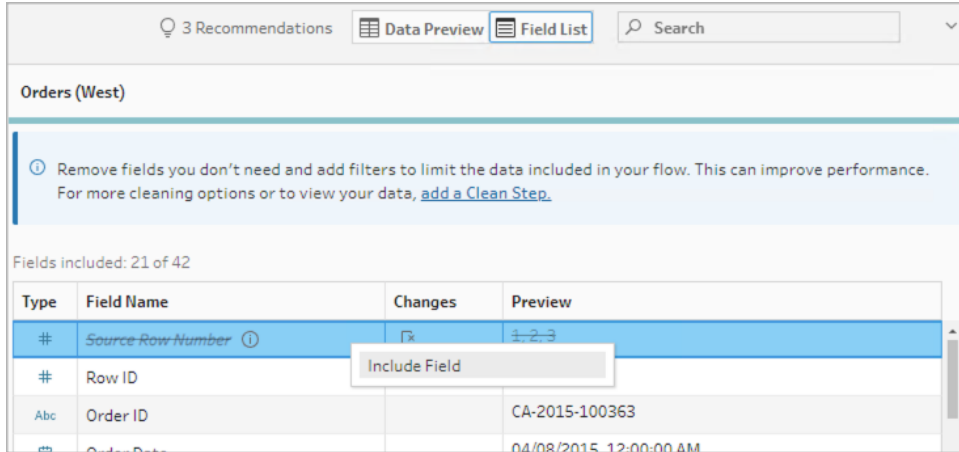 3 Recommendations Data Preview Field List Search
Orders (West)
Remove fields you don't need and add filters to limit the data included in your flow. This can improve performance.
For more cleaning options or to view your data, add a Clean Step.
Fields included: 21 of 42
Type Field Name Changes Preview
# Source Row Number 1, 2, 3
Include Field
# Row ID
Abc Order ID CA-2015-100363
Order Date 04/08/2015, 12:00:00 AM